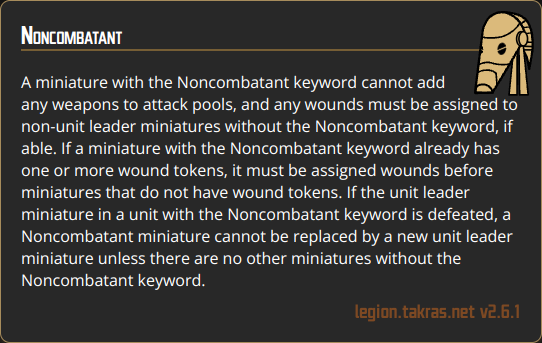 Noncombatant
A miniature with the Noncombatant keyword cannot add
any weapons to attack pools, and any wounds must be assigned to
non-unit leader miniatures without the Noncombatant keyword, if
able. If a miniature with the Noncombatant keyword already has
one or more wound tokens, it must be assigned wounds before
miniatures that do not have wound tokens. If the unit leader
miniature in a unit with the Noncombatant keyword is defeated, a
Noncombatant miniature cannot be replaced by a new unit leader
miniature unless there are no other miniatures without the
Noncombatant keyword.
legion.takras.net v2.6.1